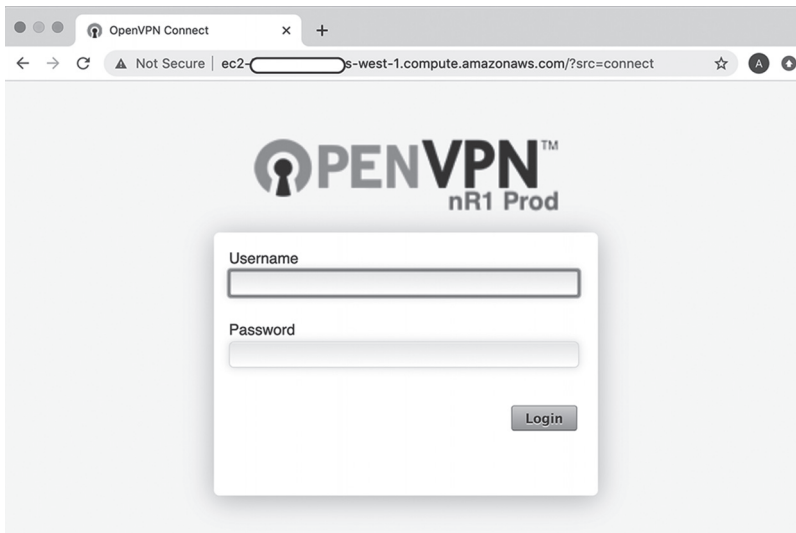 OpenVPN Connect
Not Secure | ec2- s-west-1.compute.amazonaws.com/?src=connect
A
OPENVPN™
nR1 Prod
Username
Password
Login